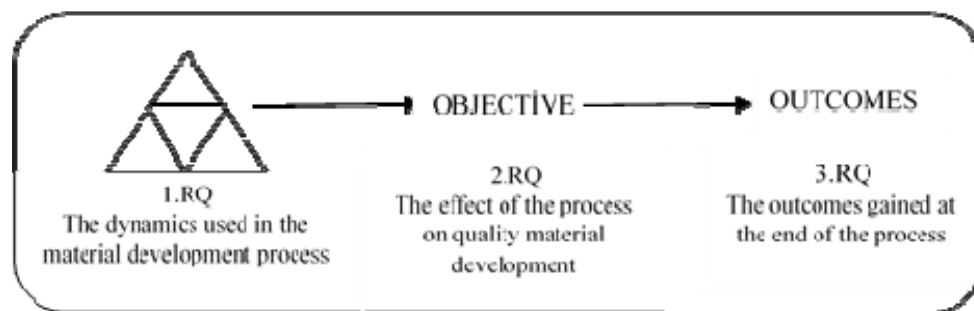 OBJECTİVE
OUTCOMES
1.RQ
The dynamics used in the
material development process
2.RQ
The effect of the process
on quality material
development
3.RQ
The outcomes gained at
the end of the process